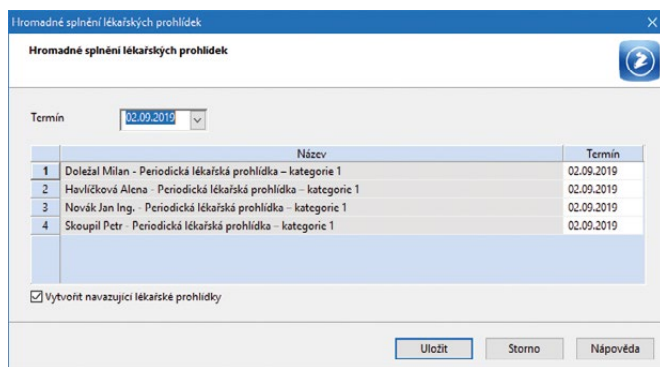 Hromadné splnění lékařských prohlídek
Hromadné splnění lékařských prohlídek
Termín 02.09.2019
Název Termín
1 Doležal Milan - Periodická lékařská prohlídka – kategorie 1 02.09.2019
2 Havlíčková Alena - Periodická lékařská prohlídka – kategorie 1 02.09.2019
3 Novák Jan Ing. - Periodická lékařská prohlídka – kategorie 1 02.09.2019
4 Skoupil Petr - Periodická lékařská prohlídka – kategorie 1 02.09.2019
Vytvořit navazující lékařské prohlídky
Uložit Storno Nápověda